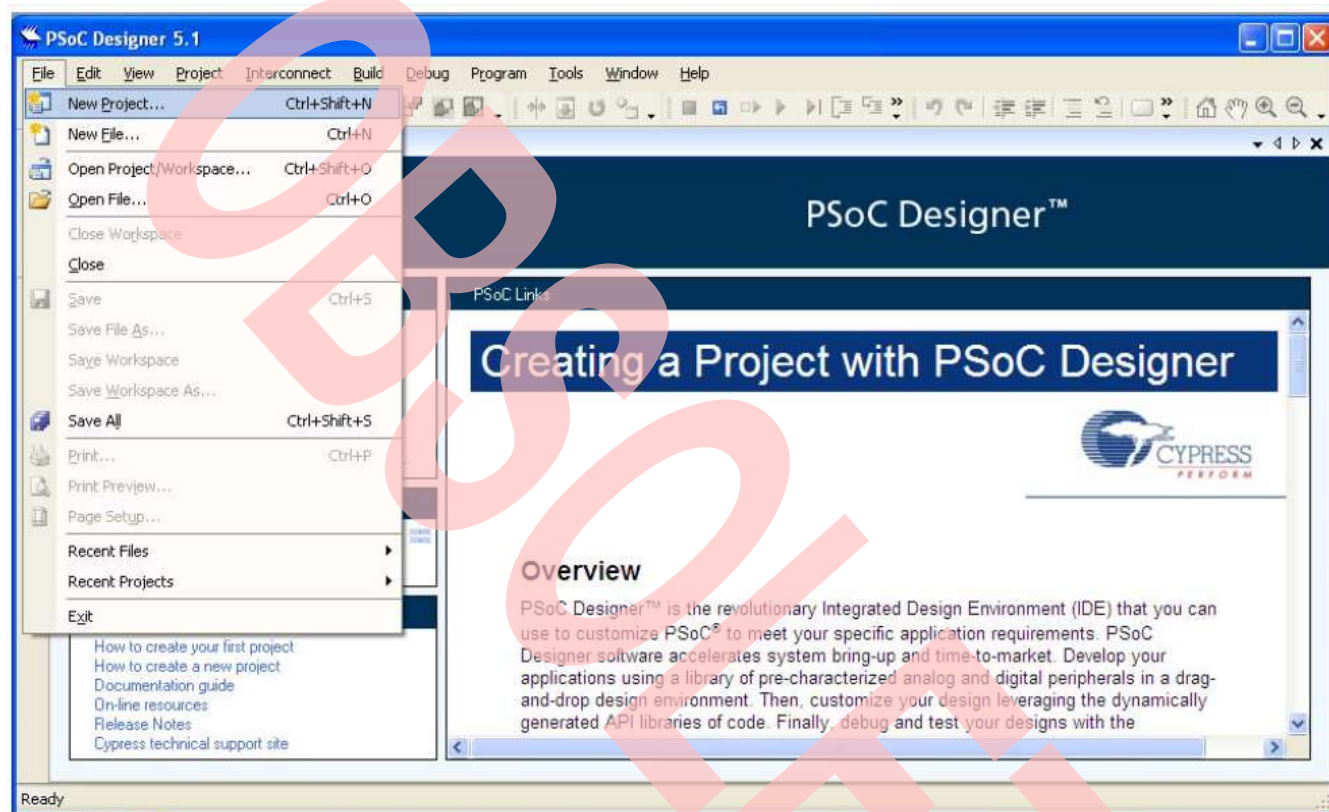 PSoC Designer 5.1
File Edit View Project Interconnect Build Debug Program Tools Window Help
New Project... Ctrl+Shift+N
New File... Ctrl+N
Open Project/Workspace... Ctrl+Shift+O
Open File... Ctrl+O
Close Workspace
Close
Save Ctrl+S
Save File As...
Save Workspace
Save Workspace As...
Save All Ctrl+Shift+S
Print... Ctrl+P
Print Preview...
Page Setup...
Recent Files
Recent Projects
Exit
How to create your first project
How to create a new project
Documentation guide
On-line resources
Release Notes
Cypress technical support site
PSoC Designer™
PSoC Links
Creating a Project with PSoC Designer
CYPRESS
PERFORM
Overview
PSoC Designer™ is the revolutionary Integrated Design Environment (IDE) that you can
use to customize PSoC® to meet your specific application requirements. PSoC
Designer software accelerates system bring-up and time-to-market. Develop your
applications using a library of pre-characterized analog and digital peripherals in a drag-
and-drop design environment. Then, customize your design leveraging the dynamically
generated API libraries of code. Finally, debug and test your designs with the
Ready